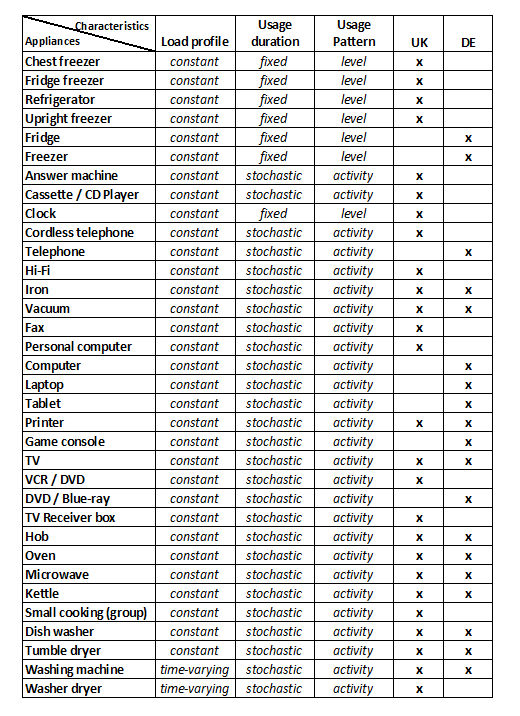 Characteristics
Appliances Load profile Usage duration Usage Pattern UK DE
Chest freezer constant fixed level x
Fridge freezer constant fixed level x
Refrigerator constant fixed level x
Upright freezer constant fixed level x
Fridge constant fixed level x
Freezer constant fixed level x
Answer machine constant stochastic activity x
Cassette / CD Player constant stochastic activity x
Clock constant fixed level x
Cordless telephone constant stochastic activity x
Telephone constant stochastic activity x
Hi-Fi constant stochastic activity x
Iron constant stochastic activity x x
Vacuum constant stochastic activity x x
Fax constant stochastic activity x
Personal computer constant stochastic activity x
Computer constant stochastic activity x
Laptop constant stochastic activity x
Tablet constant stochastic activity x
Printer constant stochastic activity x x
Game console constant stochastic activity x
TV constant stochastic activity x x
VCR / DVD constant stochastic activity x
DVD / Blue-ray constant stochastic activity x
TV Receiver box constant stochastic activity x
Hob constant stochastic activity x x
Oven constant stochastic activity x x
Microwave constant stochastic activity x x
Kettle constant stochastic activity x x
Small cooking (group) constant stochastic activity x
Dish washer constant stochastic activity x x
Tumble dryer constant stochastic activity x x
Washing machine time-varying stochastic activity x x
Washer dryer time-varying stochastic activity x